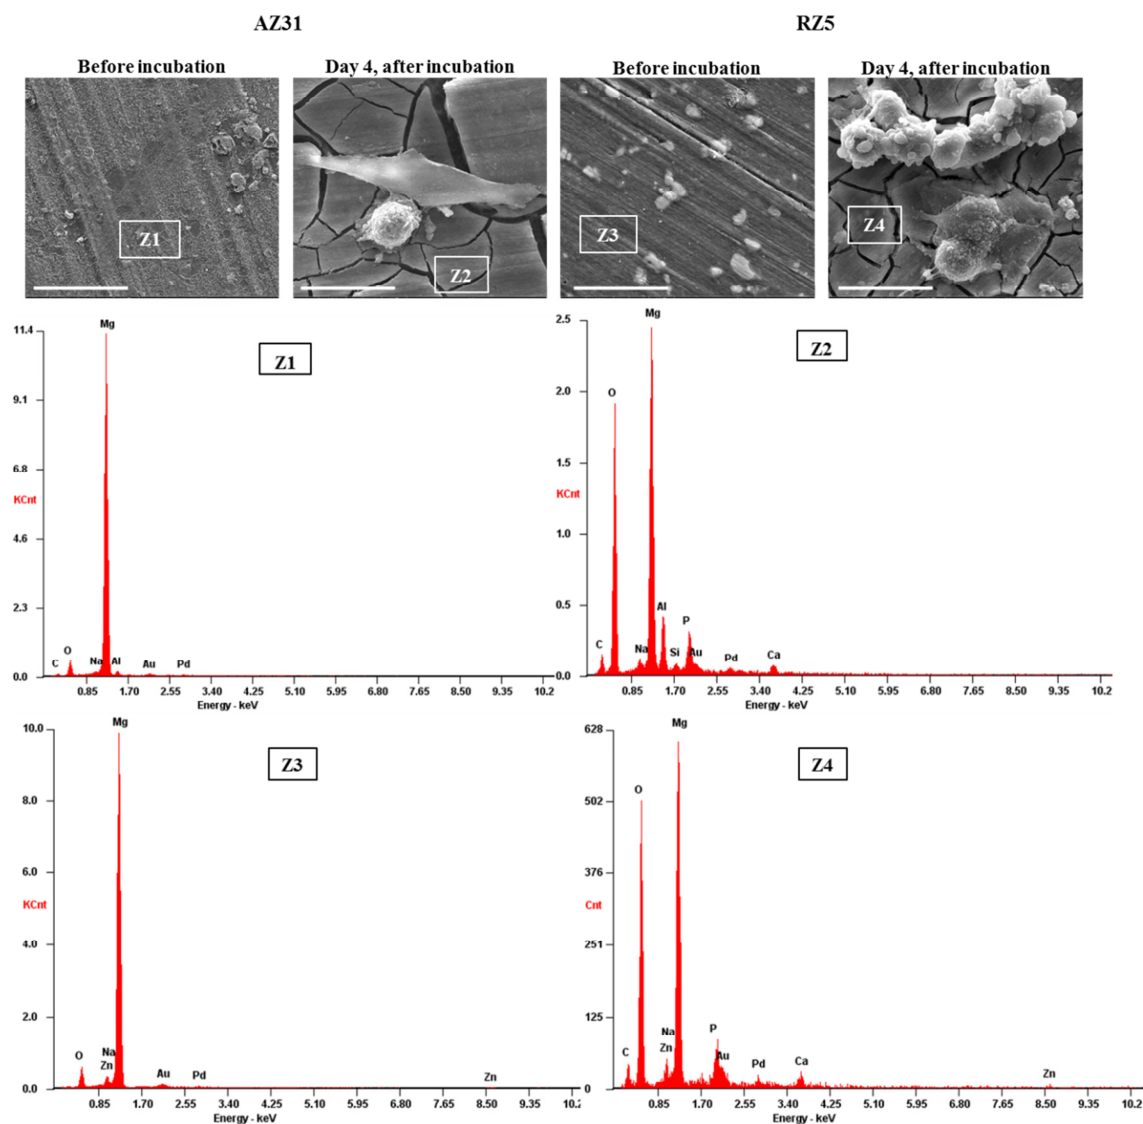 AZ31 RZ5
Before incubation Day 4, after incubation Before incubation Day 4, after incubation
Z1
Z2
Z3
Z4
Z1
11.4
9.1
6.8
KCnt
4.6
2.3
0.0
Mg
C O Na Al Au Pd
0.85 1.70 2.55 3.40 4.25 5.10 5.95 6.80 7.65 8.50 9.35 10.2
Energy - keV
Z2
2.5
2.0
1.5
KCnt
1.0
0.5
0.0
Mg
O
C Na Al Si P Au Pd Ca
0.85 1.70 2.55 3.40 4.25 5.10 5.95 6.80 7.65 8.50 9.35 10.2
Energy - keV
Z3
10.0
8.0
6.0
KCnt
4.0
2.0
0.0
Mg
O Na Zn Au Pd Zn
0.85 1.70 2.55 3.40 4.25 5.10 5.95 6.80 7.65 8.50 9.35 10.2
Energy - keV
Z4
628
502
376
Cnt
251
125
0
Mg
O
C Na Zn P Au Pd Ca Zn
0.85 1.70 2.55 3.40 4.25 5.10 5.95 6.80 7.65 8.50 9.35 10.2
Energy - keV